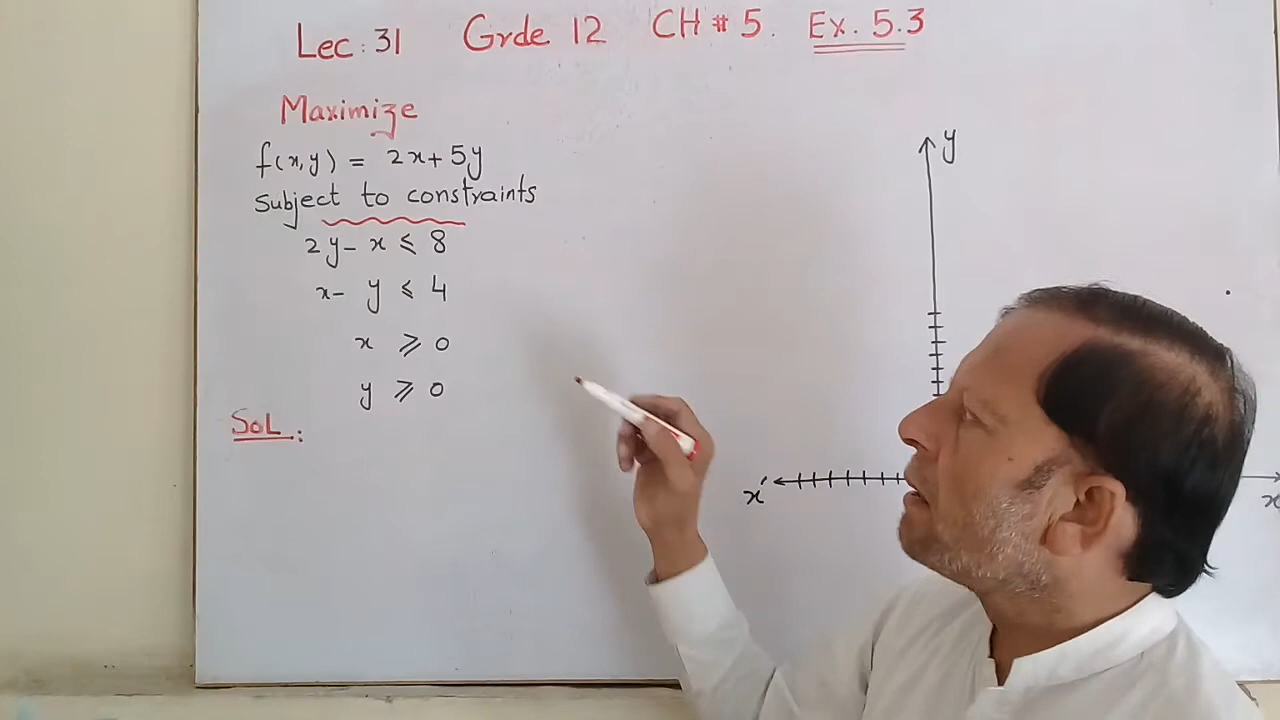 Lec: 31 Grde 12 CH # 5. Ex. 5.3
Maximize
f(x,y) = 2x+5y
Subject to constraints
2y- x ⩽ 8
x- y ⩽ 4
x ⩾ 0
y ⩾ 0
SoL :
y
x′
x